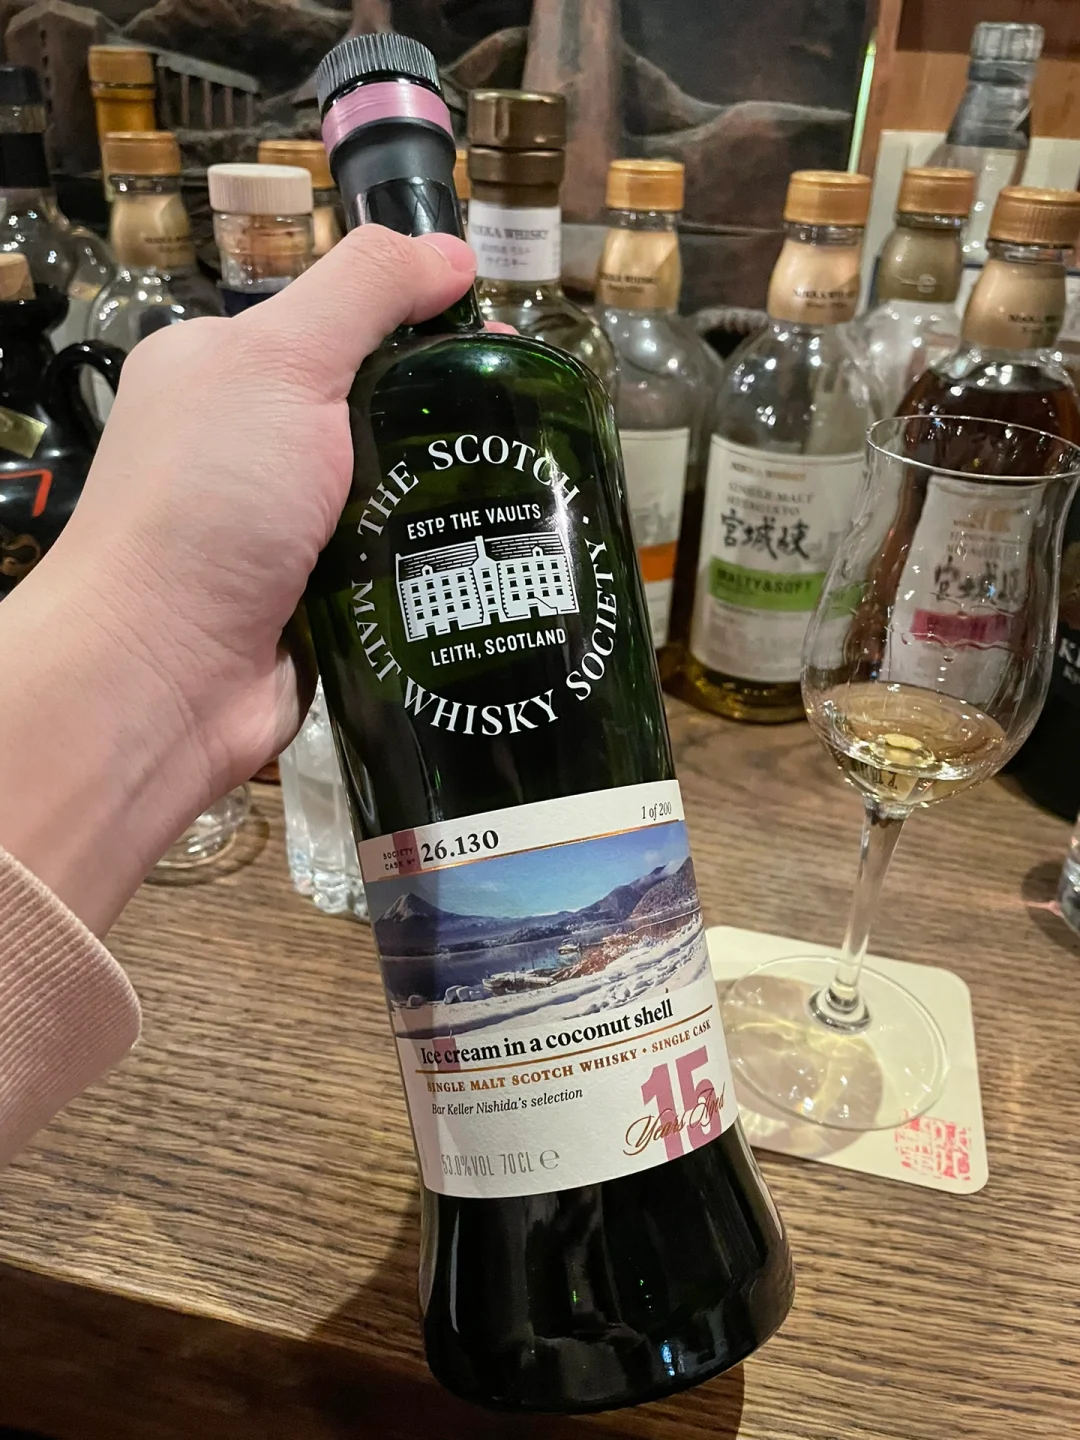 THE SCOTCH MALT WHISKY SOCIETY
ESTD THE VAULTS
LEITH, SCOTLAND
SOCIETY CASK Nº 26.130
1 of 200
Ice cream in a coconut shell
SINGLE MALT SCOTCH WHISKY • SINGLE CASK
Bar Keller Nishida's selection
15
Years Aged
53.0%VOL 70CL e
NIKKA WHISKY
SINGLE MALT
宮城峡
MALTY&SOFT
宮城峡